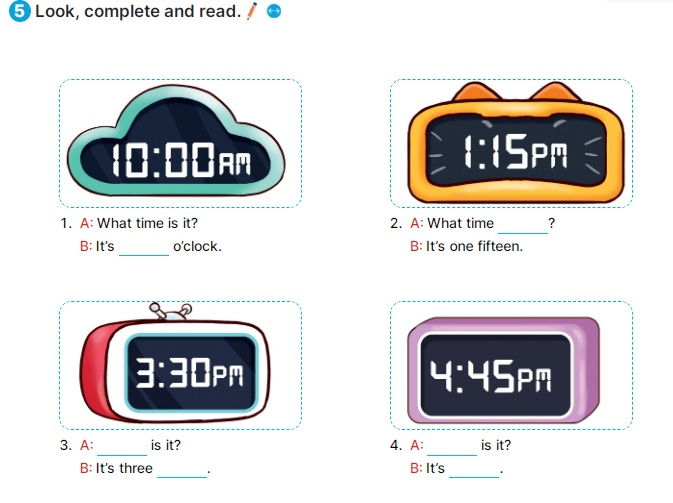 5 Look, complete and read.
10:00AM
1:15PM
1. A: What time is it?
B: It's ______ o'clock.
2. A: What time ______?
B: It's one fifteen.
3:30PM
4:45PM
3. A: ______ is it?
B: It's three ______.
4. A: ______ is it?
B: It's ______.